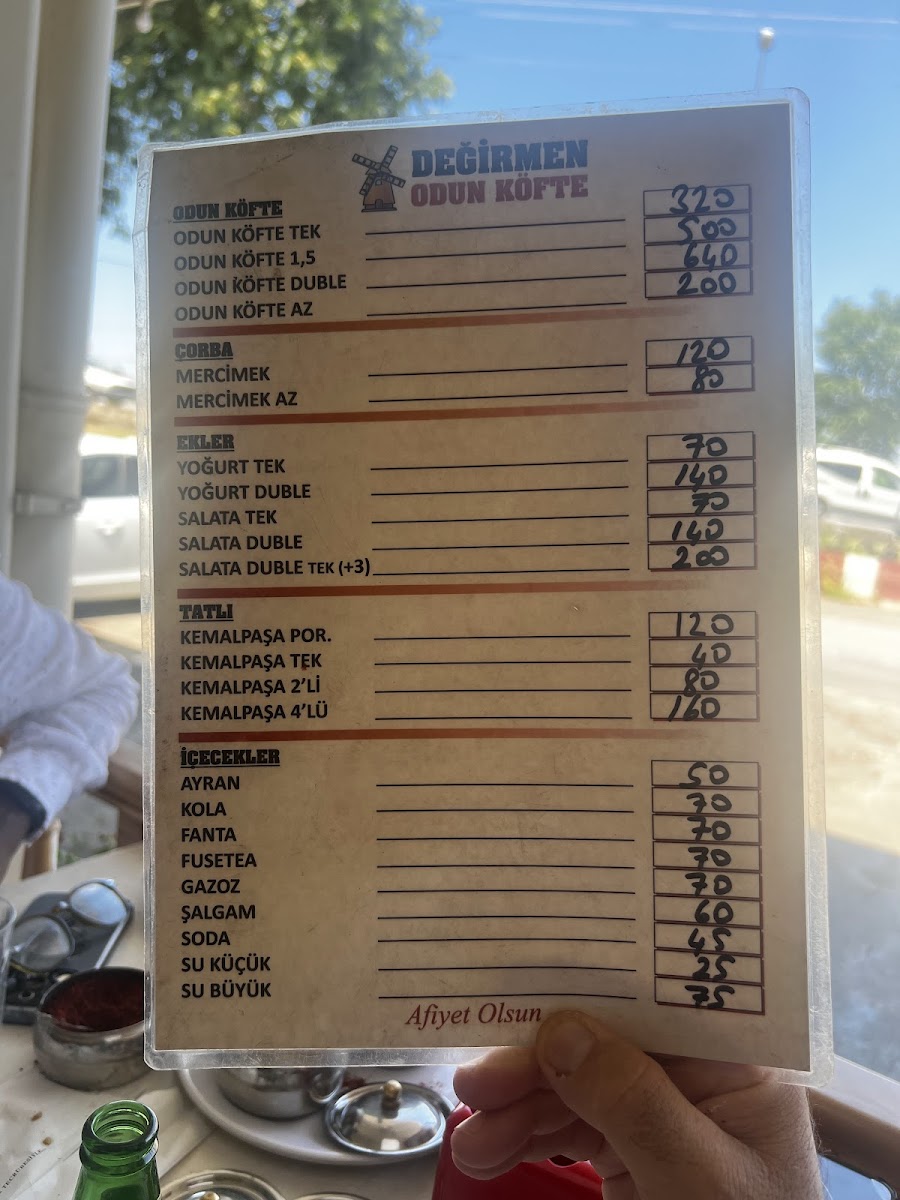 DEĞİRMEN
ODUN KÖFTE
ODUN KÖFTE
ODUN KÖFTE TEK 320
ODUN KÖFTE 1,5 500
ODUN KÖFTE DUBLE 640
ODUN KÖFTE AZ 200
ÇORBA
MERCİMEK 120
MERCİMEK AZ 80
EKLER
YOĞURT TEK 70
YOĞURT DUBLE 140
SALATA TEK 70
SALATA DUBLE 140
SALATA DUBLE TEK (+3) 200
TATLI
KEMALPAŞA POR. 120
KEMALPAŞA TEK 40
KEMALPAŞA 2'Lİ 80
KEMALPAŞA 4'LÜ 160
İÇECEKLER
AYRAN 50
KOLA 70
FANTA 70
FUSETEA 70
GAZOZ 70
ŞALGAM 60
SODA 45
SU KÜÇÜK 25
SU BÜYÜK 75
Afiyet Olsun